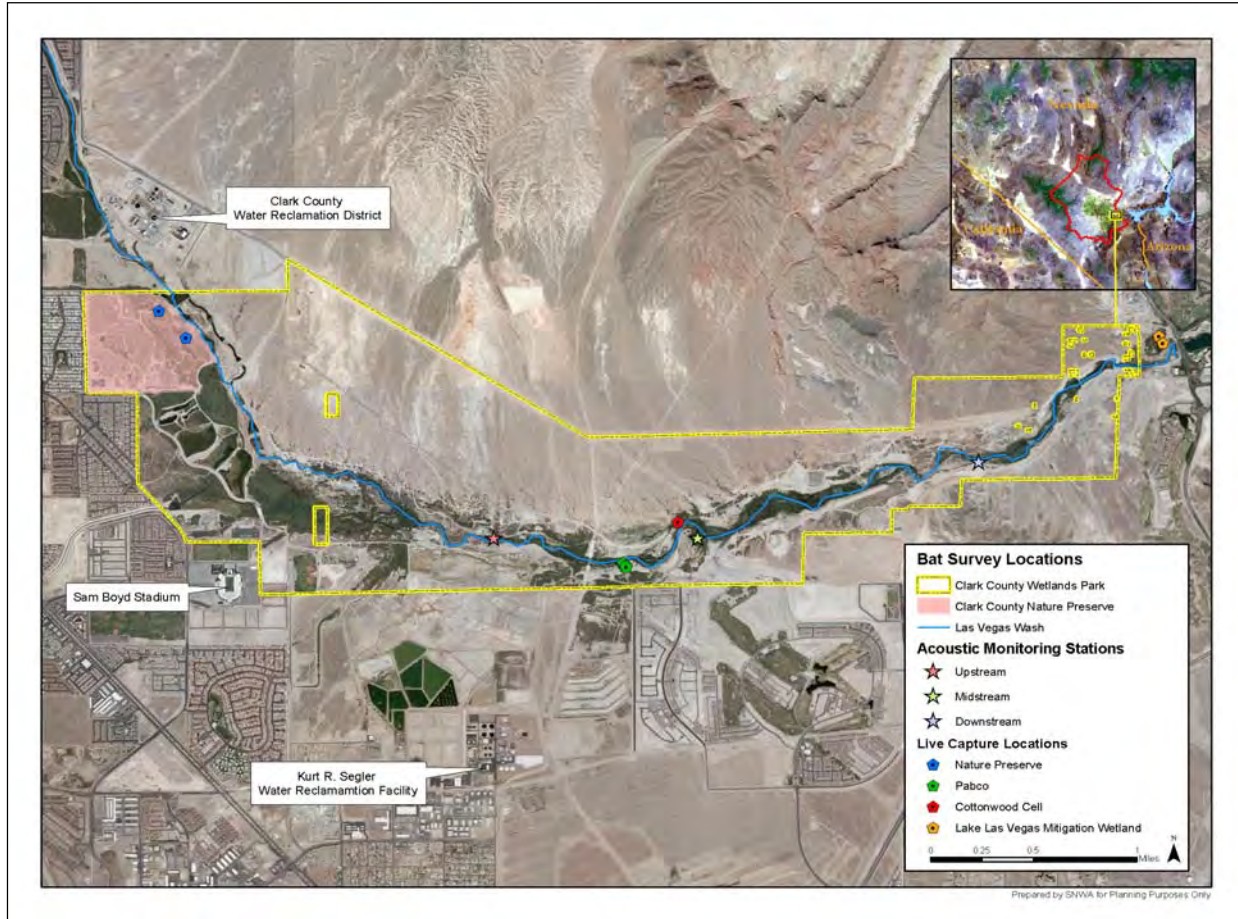 Nevada
California
Arizona
Clark County
Water Reclamation District
Sam Boyd Stadium
Kurt R. Segler
Water Reclamamtion Facility
Bat Survey Locations
Clark County Wetlands Park
Clark County Nature Preserve
Las Vegas Wash
Acoustic Monitoring Stations
Upstream
Midstream
Downstream
Live Capture Locations
Nature Preserve
Pabco
Cottonwood Cell
Lake Las Vegas Mitigation Wetland
N
0 0.25 0.5 1
Miles
Prepared by SNWA for Planning Purposes Only